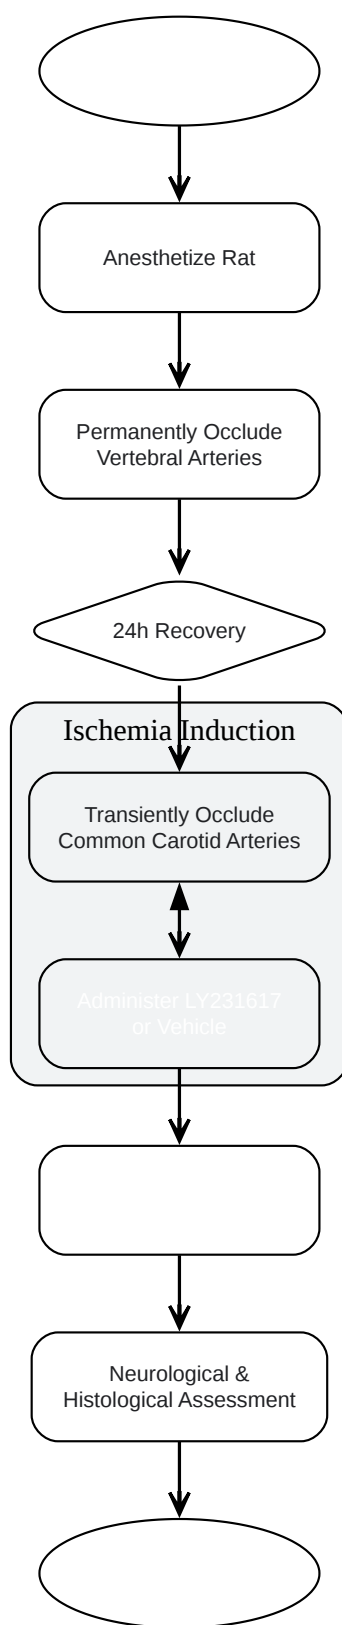 Anesthetize Rat
Permanently Occlude
Vertebral Arteries
24h Recovery
Ischemia Induction
Transiently Occlude
Common Carotid Arteries
Administer LY231617
or Vehicle
Neurological &
Histological Assessment